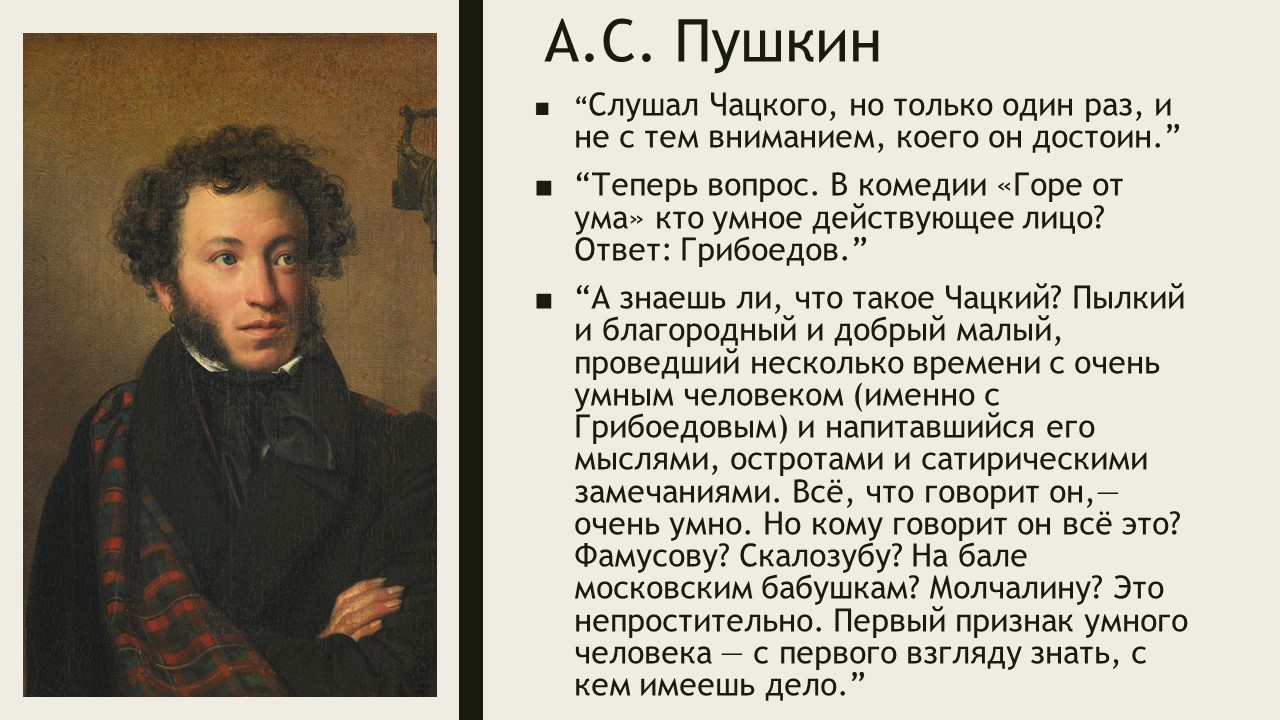 А.С. Пушкин
■ “Слушал Чацкого, но только один раз, и
не с тем вниманием, коего он достоин.”
■ “Теперь вопрос. В комедии «Горе от
ума» кто умное действующее лицо?
Ответ: Грибоедов.”
■ “А знаешь ли, что такое Чацкий? Пылкий
и благородный и добрый малый,
проведший несколько времени с очень
умным человеком (именно с
Грибоедовым) и напитавшийся его
мыслями, остротами и сатирическими
замечаниями. Всё, что говорит он,—
очень умно. Но кому говорит он всё это?
Фамусову? Скалозубу? На бале
московским бабушкам? Молчалину? Это
непростительно. Первый признак умного
человека — с первого взгляду знать, с
кем имеешь дело.”